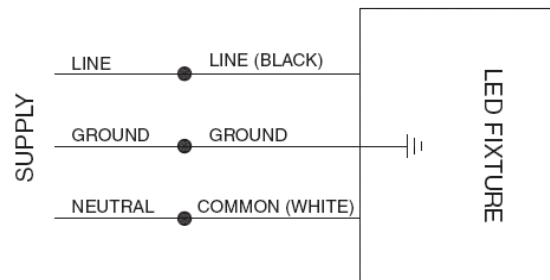 SUPPLY
LINE
LINE (BLACK)
GROUND
GROUND
NEUTRAL
COMMON (WHITE)
LED FIXTURE